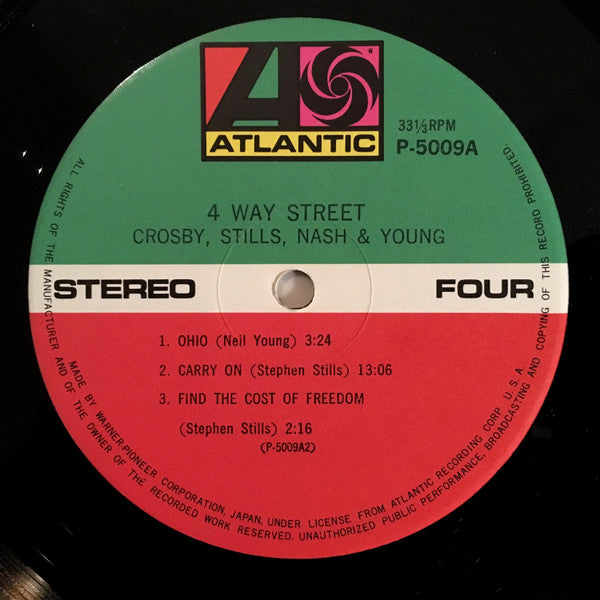 ATLANTIC
33⅓RPM
P-5009A
4 WAY STREET
CROSBY, STILLS, NASH & YOUNG
STEREO
FOUR
1. OHIO (Neil Young) 3:24
2. CARRY ON (Stephen Stills) 13:06
3. FIND THE COST OF FREEDOM
(Stephen Stills) 2:16
(P-5009A2)
ALL RIGHTS OF THE MANUFACTURER AND OF THE OWNER OF THE RECORDED WORK RESERVED. UNAUTHORIZED PUBLIC PERFORMANCE, BROADCASTING AND COPYING OF THIS RECORD PROHIBITED.
MADE BY WARNER-PIONEER CORPORATION, JAPAN, UNDER LICENSE FROM ATLANTIC RECORDING CORP. U.S.A.